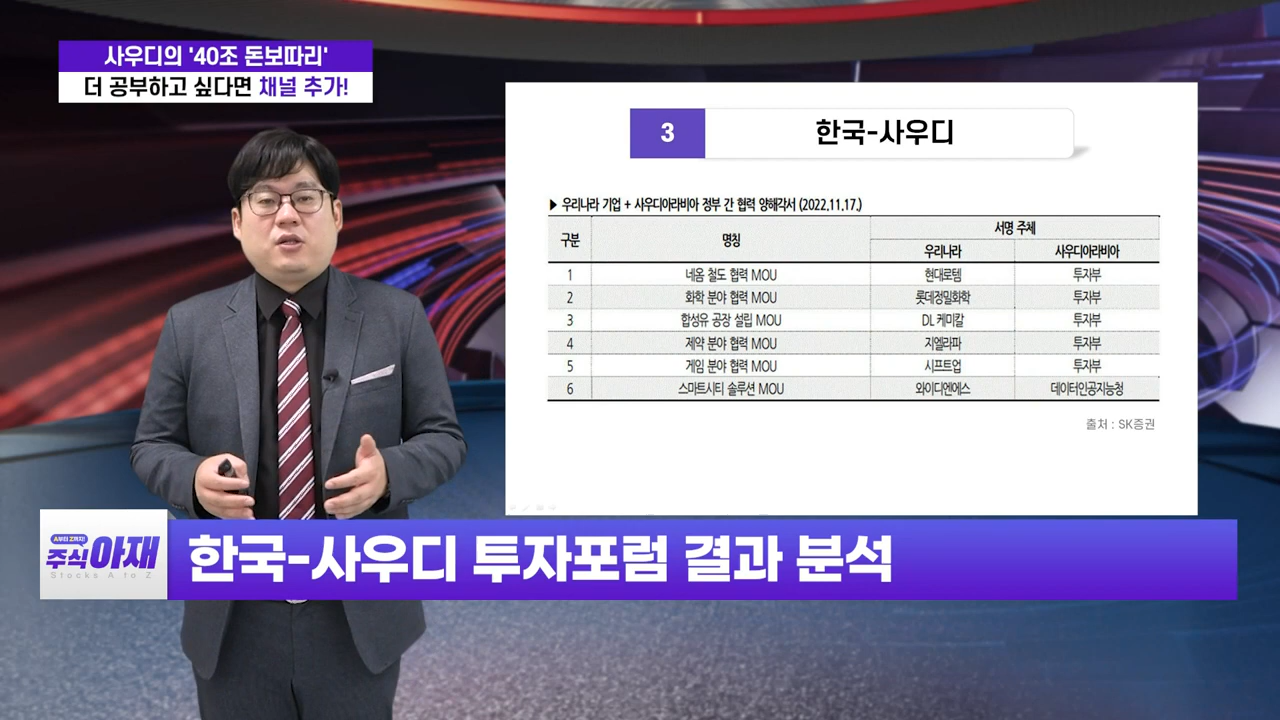 사우디의 '40조 돈보따리'
더 공부하고 싶다면 채널 추가!
3 한국-사우디
▶ 우리나라 기업 + 사우디아라비아 정부 간 협력 양해각서 (2022.11.17.)
구분 명칭 서명 주체
우리나라 사우디아라비아
1 네옴 철도 협력 MOU 현대로템 투자부
2 화학 분야 협력 MOU 롯데정밀화학 투자부
3 합성유 공장 설립 MOU DL 케미칼 투자부
4 제약 분야 협력 MOU 지엘라파 투자부
5 게임 분야 협력 MOU 시프트업 투자부
6 스마트시티 솔루션 MOU 와이디엔에스 데이터인공지능청
출처 : SK증권
A부터 Z까지!
주식아재
Stocks A to Z
한국-사우디 투자포럼 결과 분석